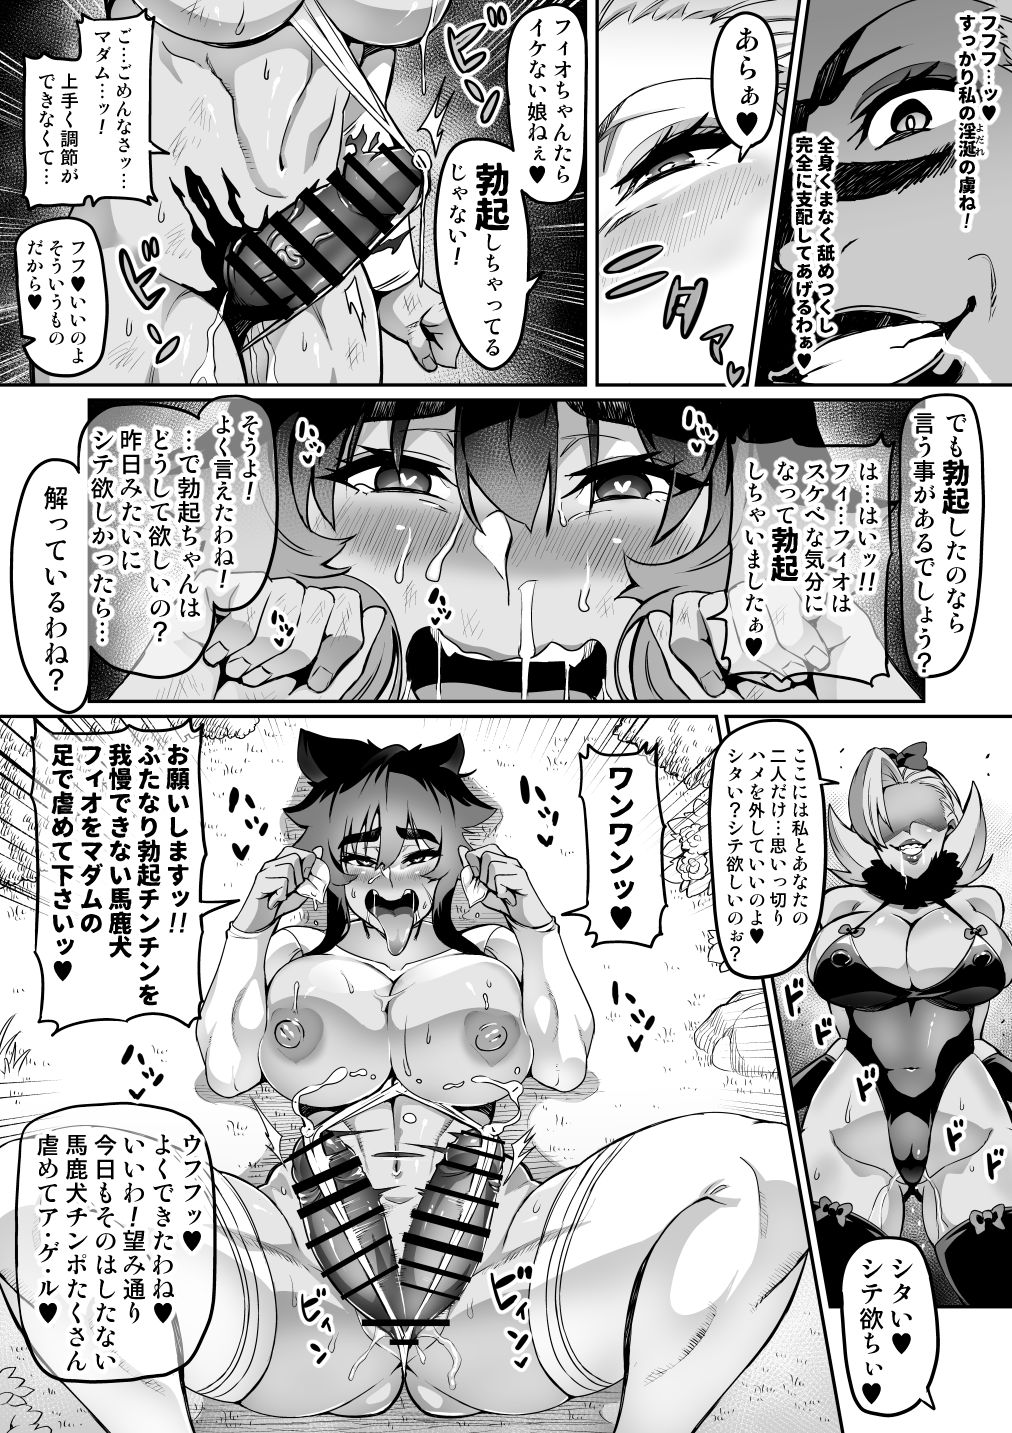 フフフ…ッ♥
すっかり私の淫涎の虜ね！
よだれ
全身くまなく舐めつくし
完全に支配してあげるわぁ♥
あらぁ♥
フィオちゃんたら
イケない娘ねぇ♥
勃起しちゃってる
じゃない！
ご…ごめんなさッ…
マダム…ッ！
上手く調節が
できなくて…
フフ♥いいのよ
そういうもの
だから♥
でも勃起したのなら
言う事があるでしょう？
は…はいッ!!
フィ…フィオは
スケベな気分に
なって勃起
しちゃいましたぁ♥
そうよ！
よく言えたわね！
…で勃起ちゃんは
どうして欲しいの？
昨日みたいに
シテ欲しかったら…
解っているわね？
ここには私とあなたの
二人だけ…思いっ切り
ハメを外していいのよ♥
シタい？シテ欲しいのぉ？
ドドド
シタい♥
シテ欲ちぃ♥
ワンワンッ♥
お願いしますッ!!
ふたなり勃起チンチンを
我慢できない馬鹿犬
フィオをマダムの
足で虐めて下さいッ♥
ウフフッ♥
よくできたわね♥
いいわ！望み通り
今日もそのはしたない
馬鹿犬チンポたくさん
虐めてア・ゲ・ル♥
ビィン
ビィン